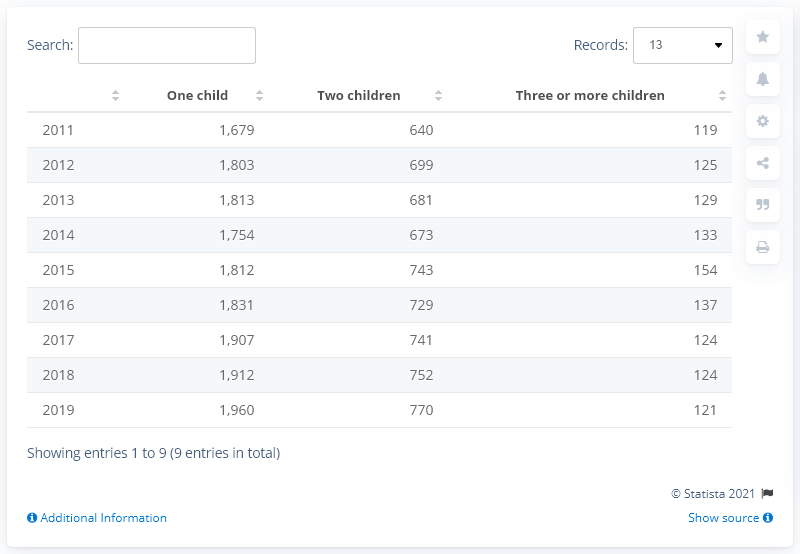 Search: Records: 13
One child Two children Three or more children
2011 1,679 640 119
2012 1,803 699 125
2013 1,813 681 129
2014 1,754 673 133
2015 1,812 743 154
2016 1,831 729 137
2017 1,907 741 124
2018 1,912 752 124
2019 1,960 770 121
Showing entries 1 to 9 (9 entries in total)
© Statista 2021
Additional Information Show source